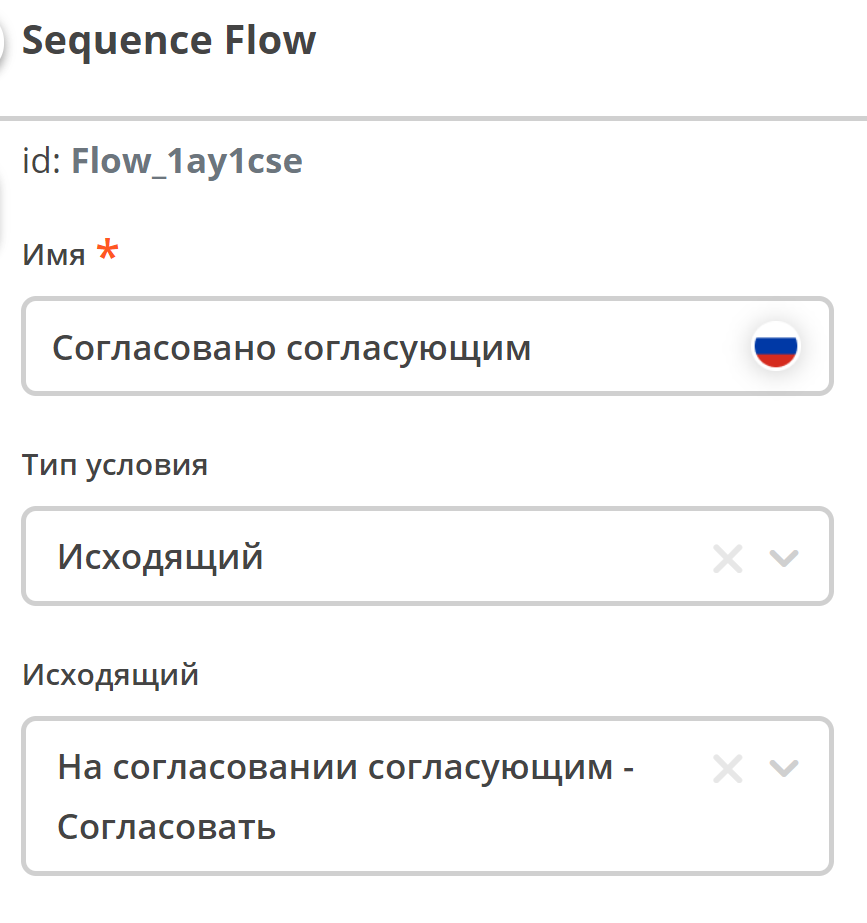 Sequence Flow
id: Flow_1ay1cse
Имя *
Согласовано согласующим
Тип условия
Исходящий
Исходящий
На согласовании согласующим -
Согласовать